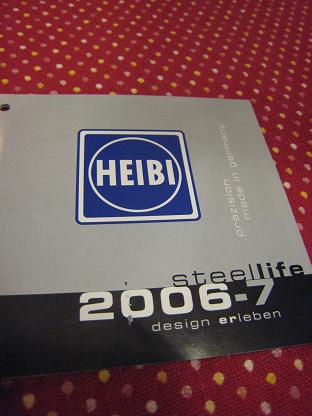 HEIBI
präzision
made in germany
steellife
2006-7
design erleben